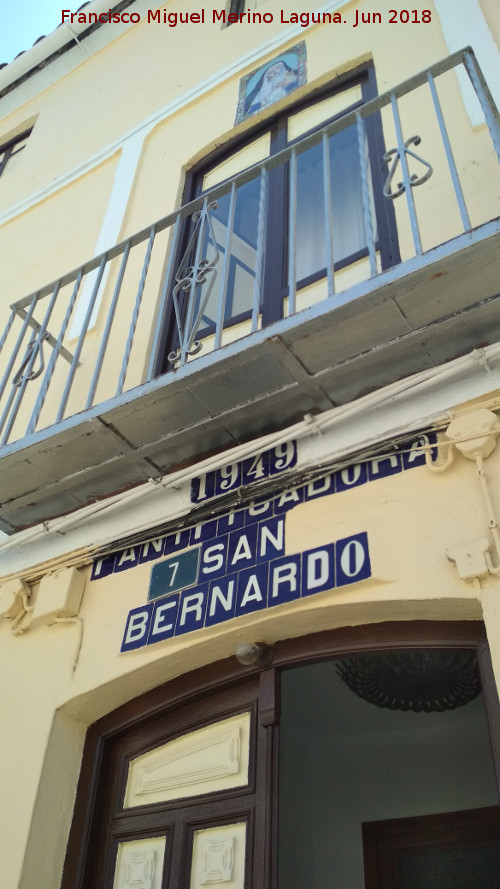 Francisco Miguel Merino Laguna. Jun 2018
1949
PANIFICADORA
7 SAN
BERNARDO